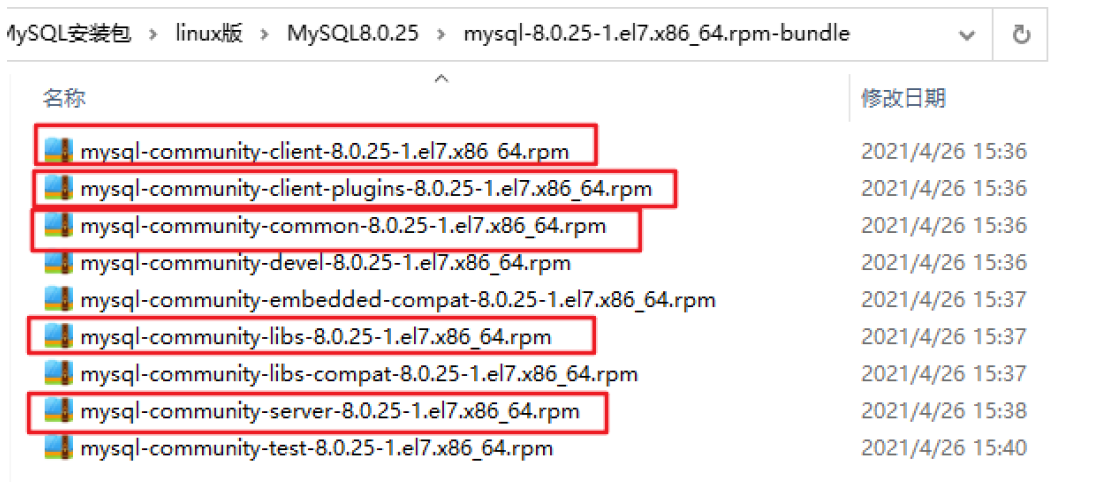 MySQL安装包 › linux版 › MySQL8.0.25 › mysql-8.0.25-1.el7.x86_64.rpm-bundle
名称 修改日期
mysql-community-client-8.0.25-1.el7.x86_64.rpm 2021/4/26 15:36
mysql-community-client-plugins-8.0.25-1.el7.x86_64.rpm 2021/4/26 15:36
mysql-community-common-8.0.25-1.el7.x86_64.rpm 2021/4/26 15:36
mysql-community-devel-8.0.25-1.el7.x86_64.rpm 2021/4/26 15:36
mysql-community-embedded-compat-8.0.25-1.el7.x86_64.rpm 2021/4/26 15:37
mysql-community-libs-8.0.25-1.el7.x86_64.rpm 2021/4/26 15:37
mysql-community-libs-compat-8.0.25-1.el7.x86_64.rpm 2021/4/26 15:37
mysql-community-server-8.0.25-1.el7.x86_64.rpm 2021/4/26 15:38
mysql-community-test-8.0.25-1.el7.x86_64.rpm 2021/4/26 15:40